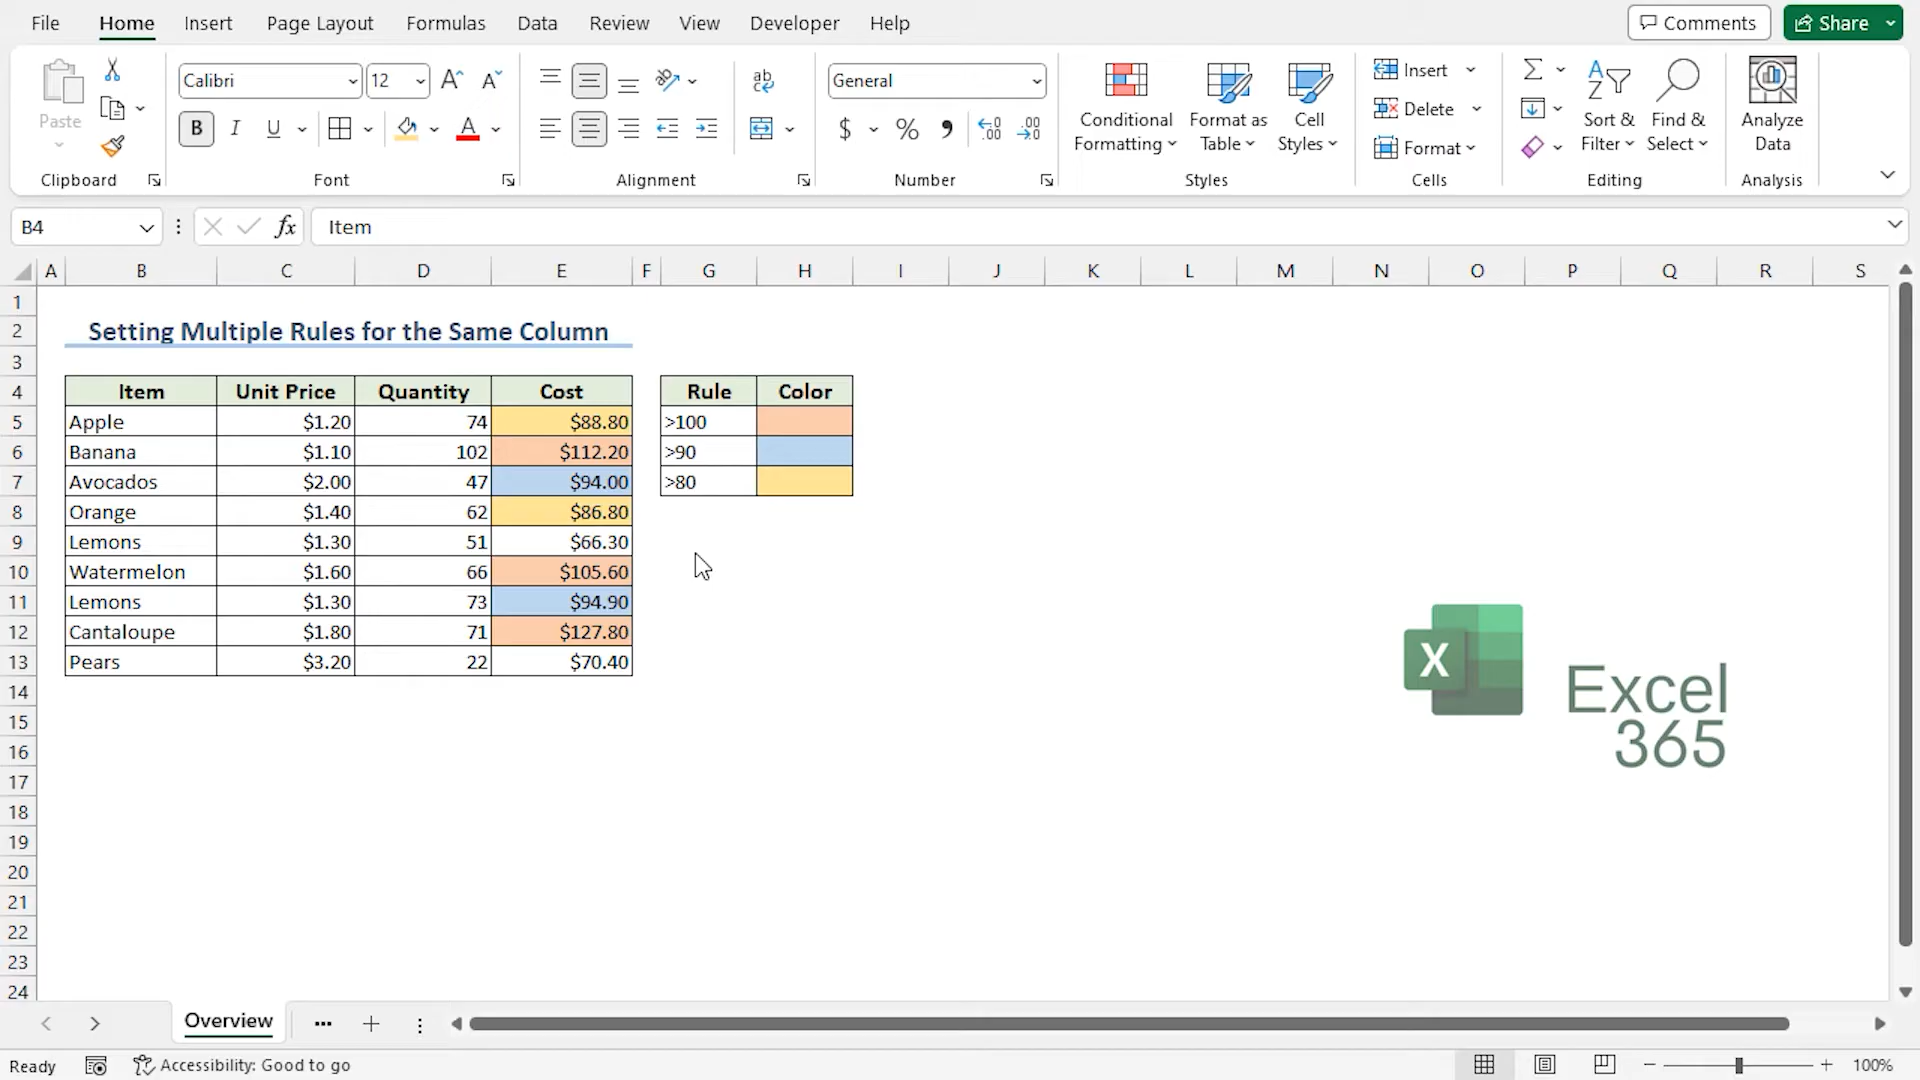 File Home Insert Page Layout Formulas Data Review View Developer Help Comments Share
Calibri 12 A A ab c General Insert Σ A Z
Paste B I U A $ % 9 .00 .00 Conditional Formatting Format as Table Cell Styles Delete Format Sort & Filter Find & Select Analyze Data
Clipboard Font Alignment Number Styles Cells Editing Analysis
B4 fx Item
A B C D E F G H I J K L M N O P Q R S
1
2 Setting Multiple Rules for the Same Column
3
4 Item Unit Price Quantity Cost Rule Color
5 Apple $1.20 74 $88.80 >100
6 Banana $1.10 102 $112.20 >90
7 Avocados $2.00 47 $94.00 >80
8 Orange $1.40 62 $86.80
9 Lemons $1.30 51 $66.30
10 Watermelon $1.60 66 $105.60
11 Lemons $1.30 73 $94.90
12 Cantaloupe $1.80 71 $127.80
13 Pears $3.20 22 $70.40
14
15
16
17
18
19
20
21
22
23
24
X Excel
365
Overview ... +
Ready Accessibility: Good to go − + 100%